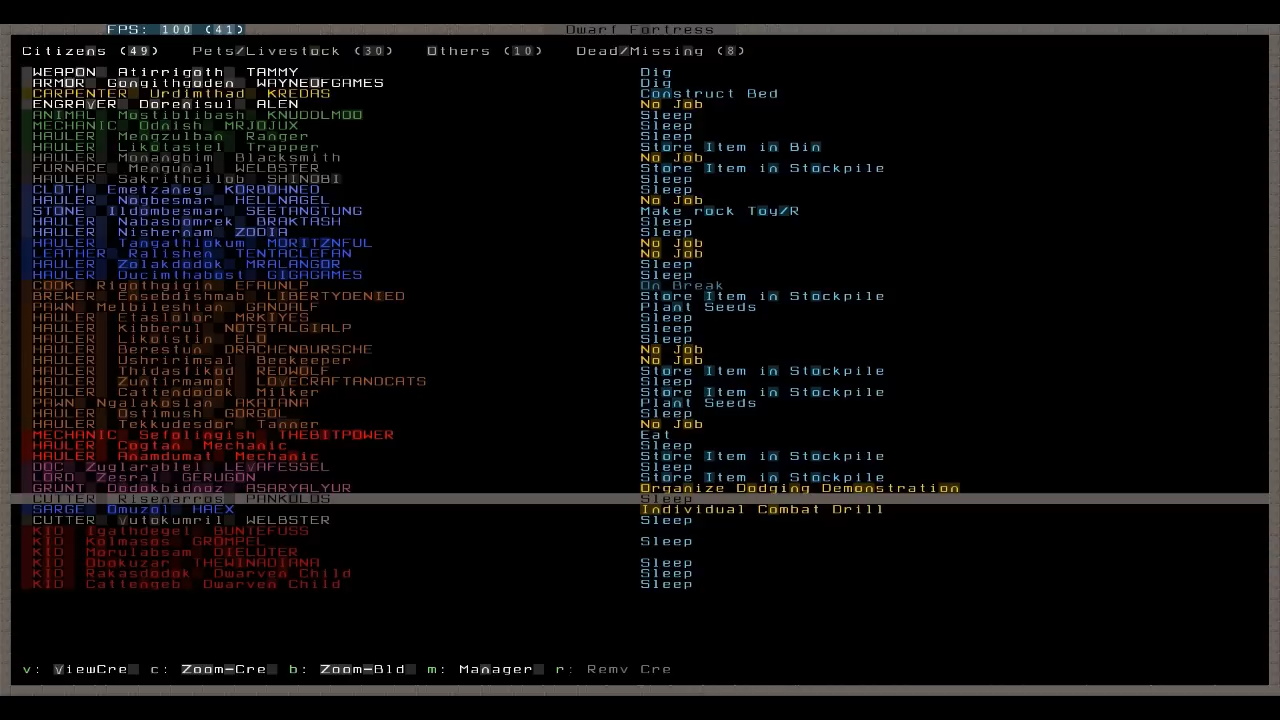 FPS: 100 (41) Dwarf Fortress
Citizens (49) Pets/Livestock (30) Others (10) Dead/Missing (8)
WEAPON Atirrigoth TAMMY Dig
ARMOR Gongithgoden WAYNEOFGAMES Dig
CARPENTER Urdimthad KREDAS Construct Bed
ENGRAVER Dorenisul ALEN No Job
ANIMAL Mostiblibash KNUDDLMOO Sleep
MECHANIC Odnish MRJOJUX Sleep
HAULER Mengzulban Ranger Sleep
HAULER Likotastel Trapper Store Item in Bin
HAULER Monangbim Blacksmith No Job
FURNACE Mengunal WELBSTER Store Item in Stockpile
HAULER Sakrithcilob SHINOBI Sleep
CLOTH Emetzaneg KORBOHNED Sleep
HAULER Nogbesmar HELLNAGEL No Job
STONE Ildombesmar SEETANGTUNG Make rock Toy/R
HAULER Nabasbomrek BRAKTASH Sleep
HAULER Nishernam ZODIA Sleep
HAULER Tangathlokum MORITZNFUL No Job
LEATHER Ralishen TENTACLEFAN No Job
HAULER Zolakdodok MRALANGOR Sleep
HAULER Ducimthabost GIGAGAMES Sleep
COOK Rigothgigin EFAUNLP On Break
BREWER Ensebdishmab LIBERTYDENIED Store Item in Stockpile
PAWN Melbileshtan GANDALF Plant Seeds
HAULER Etaslolor MRKIYES Sleep
HAULER Kibberul NOTSTALGIALP Sleep
HAULER Likotstin ELO Sleep
HAULER Berestun DRACHENBURSCHE No Job
HAULER Ushririmsal Beekeeper No Job
HAULER Thidasfikod REDWOLF Store Item in Stockpile
HAULER Zuntirmamot LOVECRAFTANDCATS Sleep
HAULER Cattendodok Milker Store Item in Stockpile
PAWN Ngalakoslan AKATANA Plant Seeds
HAULER Ostimush GORGOL Sleep
HAULER Tekkudesdor Tanner No Job
MECHANIC Sefolingish THEBITPOWER Eat
HAULER Cogtan Mechanic Sleep
HAULER Anamdumat Mechanic Store Item in Stockpile
DOC Zuglarablel LEVAFESSEL Sleep
LORD Zesral GERUGON Store Item in Stockpile
GRUNT Dodokbidnoz ASARYALYUR Organize Dodging Demonstration
CUTTER Risenarros PANKOLOS Sleep
SARGE Omuzol HAEX Individual Combat Drill
CUTTER Vutokumril WELBSTER Sleep
KID Igathdegel BUNTEFUSS
KID Kolmasos GROMPEL Sleep
KID Morulabsam DIELUTER
KID Obokuzar THEWINADIANA Sleep
KID Rakasdodok Dwarven Child Sleep
KID Cattengeb Dwarven Child Sleep
v: ViewCre c: Zoom-Cre b: Zoom-Bld m: Manager r: Remv Cre